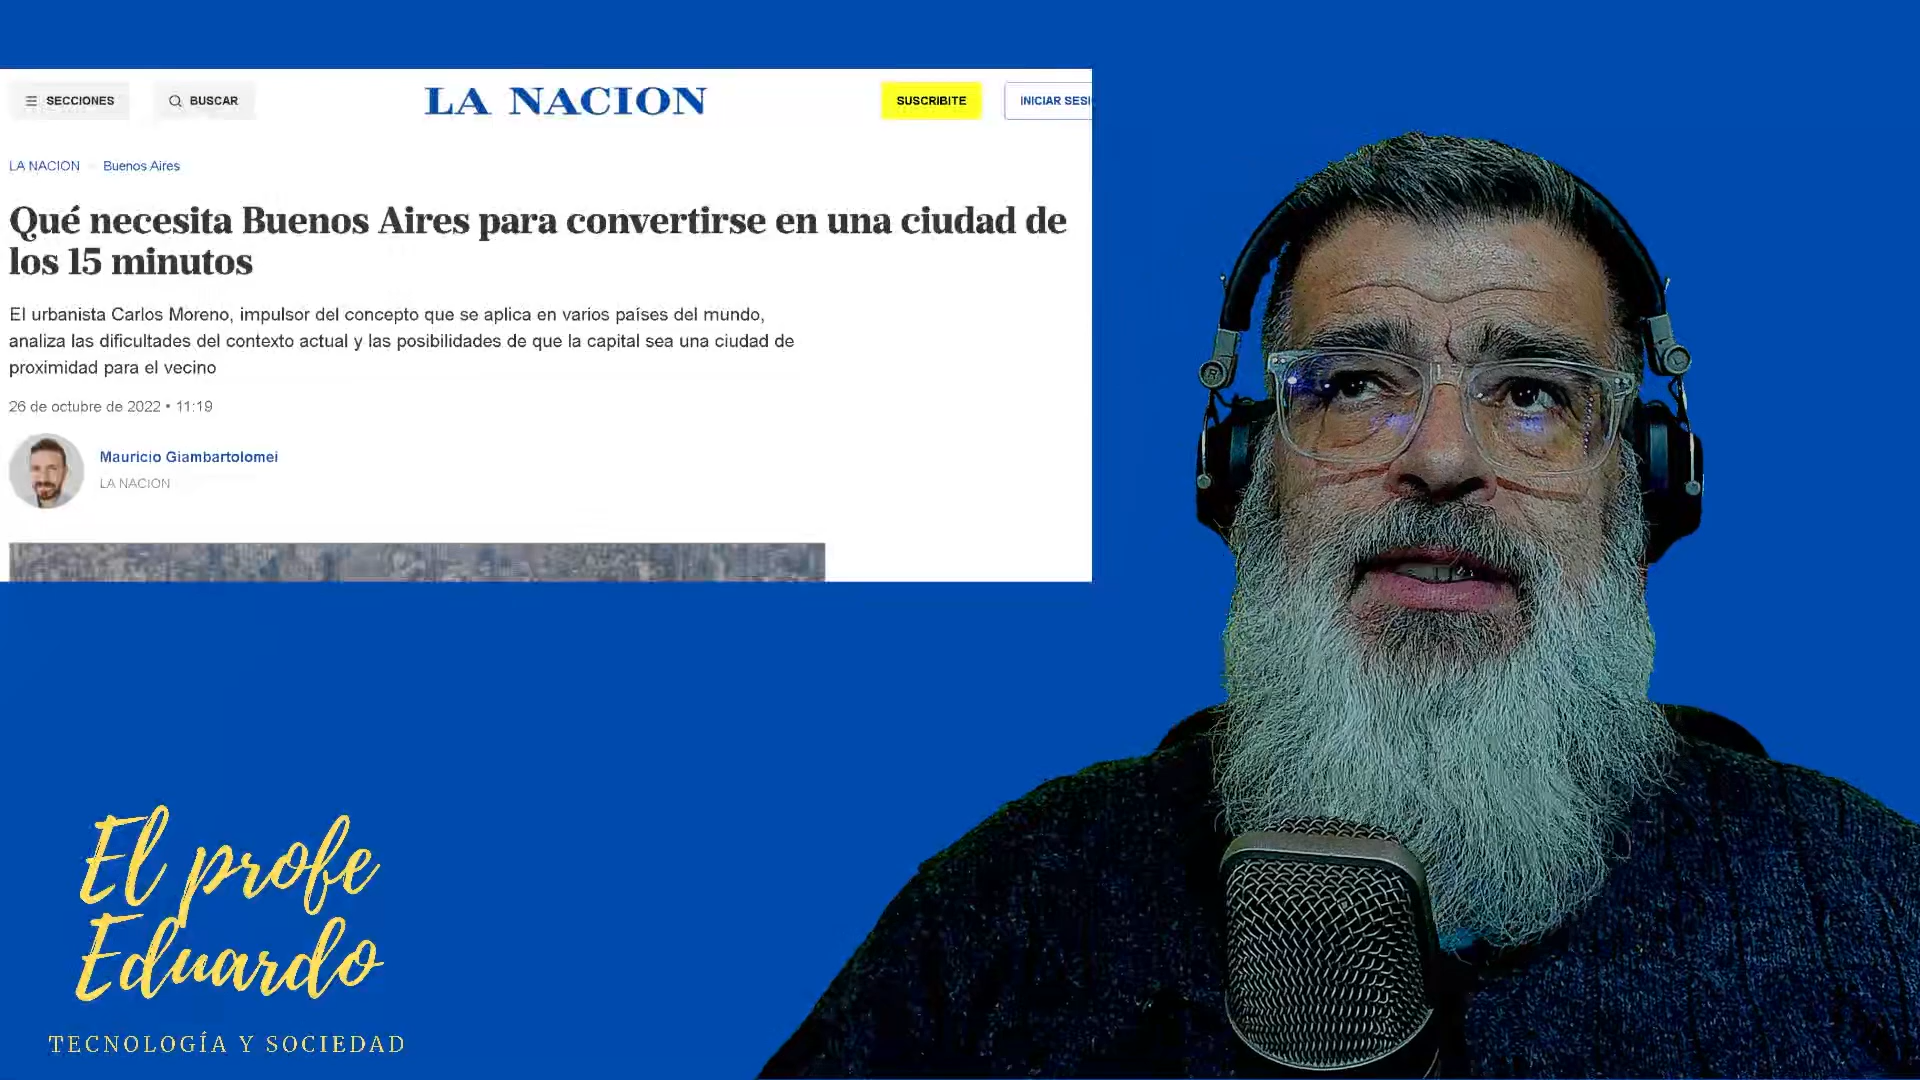 SECCIONES
BUSCAR
LA NACION
SUSCRIBITE
INICIAR SESI
LA NACION
Buenos Aires
Qué necesita Buenos Aires para convertirse en una ciudad de
los 15 minutos
El urbanista Carlos Moreno, impulsor del concepto que se aplica en varios países del mundo,
analiza las dificultades del contexto actual y las posibilidades de que la capital sea una ciudad de
proximidad para el vecino
26 de octubre de 2022 • 11:19
Mauricio Giambartolomei
LA NACION
El profe
Eduardo
TECNOLOGÍA Y SOCIEDAD